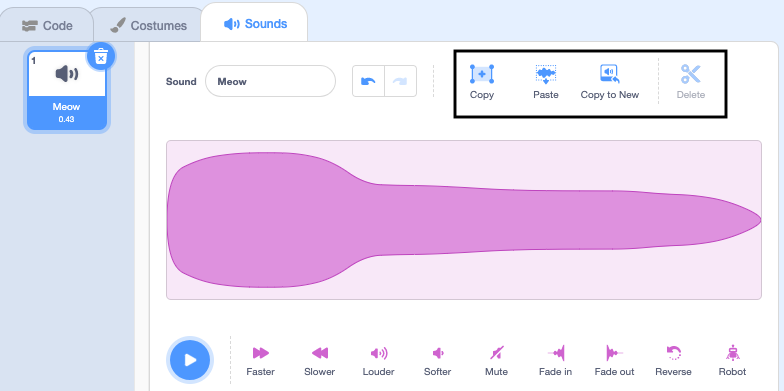 Code
Costumes
Sounds
1
Meow
0.43
Sound
Meow
Copy
Paste
Copy to New
Delete
Faster
Slower
Louder
Softer
Mute
Fade in
Fade out
Reverse
Robot